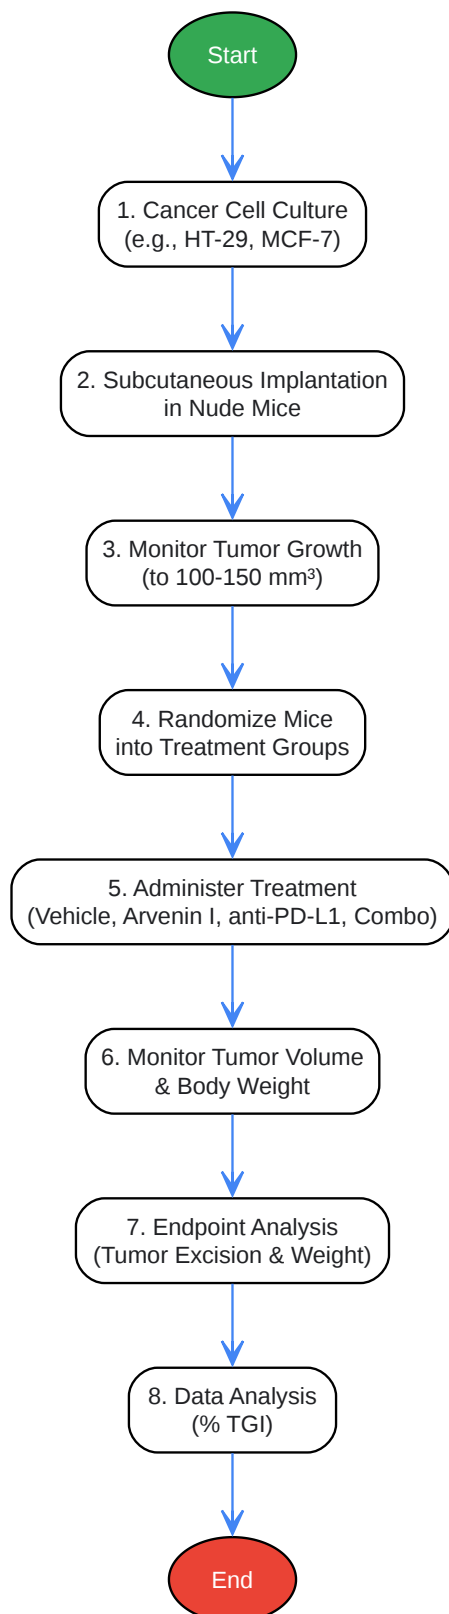 Start
1. Cancer Cell Culture
(e.g., HT-29, MCF-7)
2. Subcutaneous Implantation
in Nude Mice
3. Monitor Tumor Growth
(to 100-150 mm³)
4. Randomize Mice
into Treatment Groups
5. Administer Treatment
(Vehicle, Arvenin I, anti-PD-L1, Combo)
6. Monitor Tumor Volume
& Body Weight
7. Endpoint Analysis
(Tumor Excision & Weight)
8. Data Analysis
(% TGI)
End